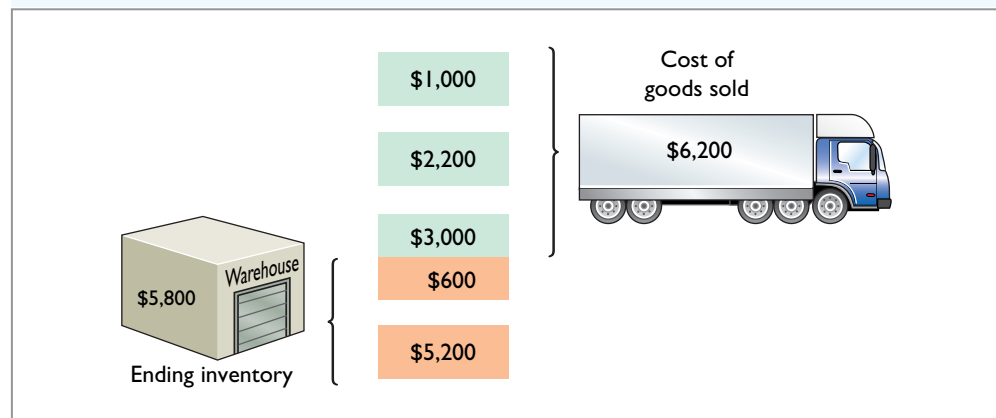 $1,000
$2,200
$3,000
$600
$5,200
Cost of
goods sold
$6,200
Warehouse
$5,800
Ending inventory